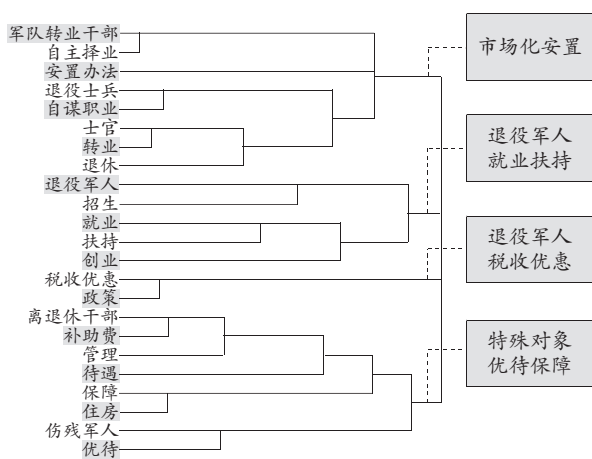 军队转业干部
自主择业
安置办法
退役士兵
自谋职业
士官
转业
退休
退役军人
招生
就业
扶持
创业
税收优惠
政策
离退休干部
补助费
管理
待遇
保障
住房
伤残军人
优待
市场化安置
退役军人
就业扶持
退役军人
税收优惠
特殊对象
优待保障